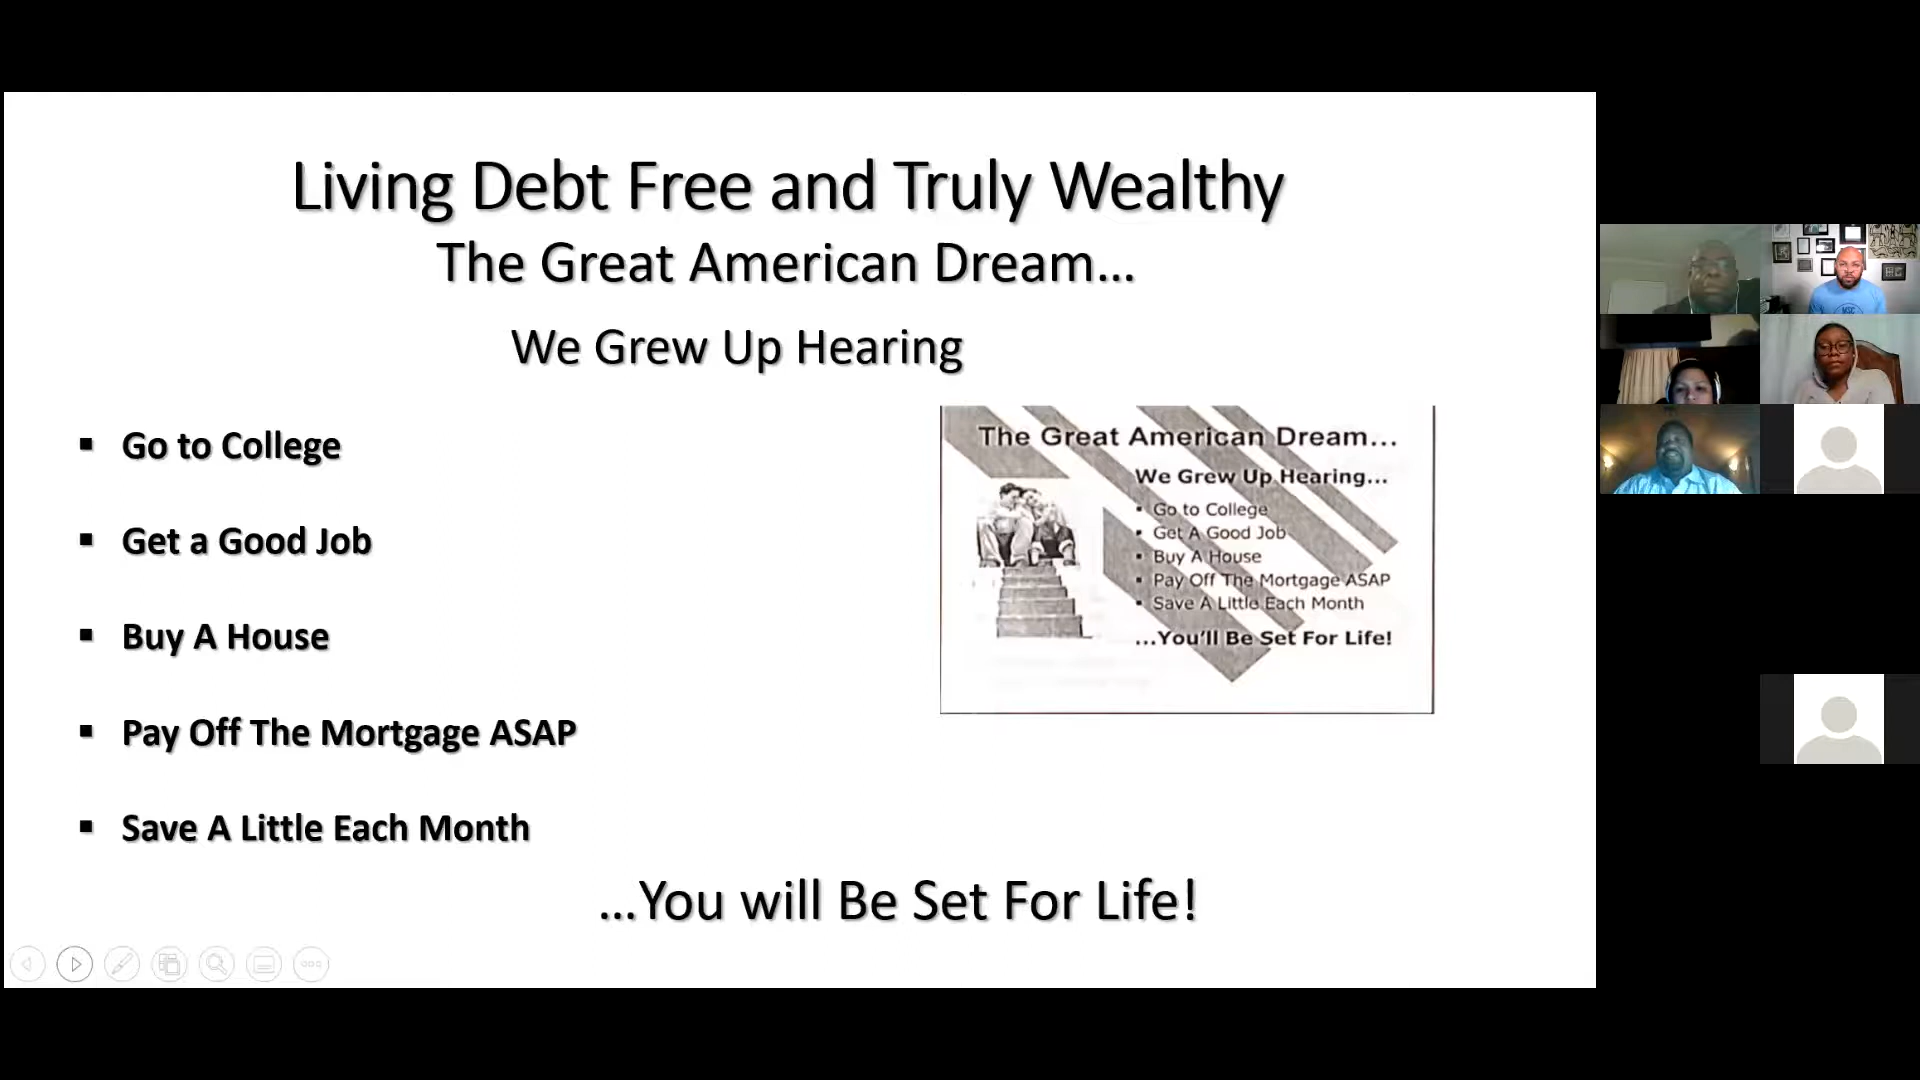 Living Debt Free and Truly Wealthy
The Great American Dream...
We Grew Up Hearing
▪ Go to College
▪ Get a Good Job
▪ Buy A House
▪ Pay Off The Mortgage ASAP
▪ Save A Little Each Month
...You will Be Set For Life!
The Great American Dream...
We Grew Up Hearing...
▪ Go to College
▪ Get A Good Job
▪ Buy A House
▪ Pay Off The Mortgage ASAP
▪ Save A Little Each Month
...You'll Be Set For Life!